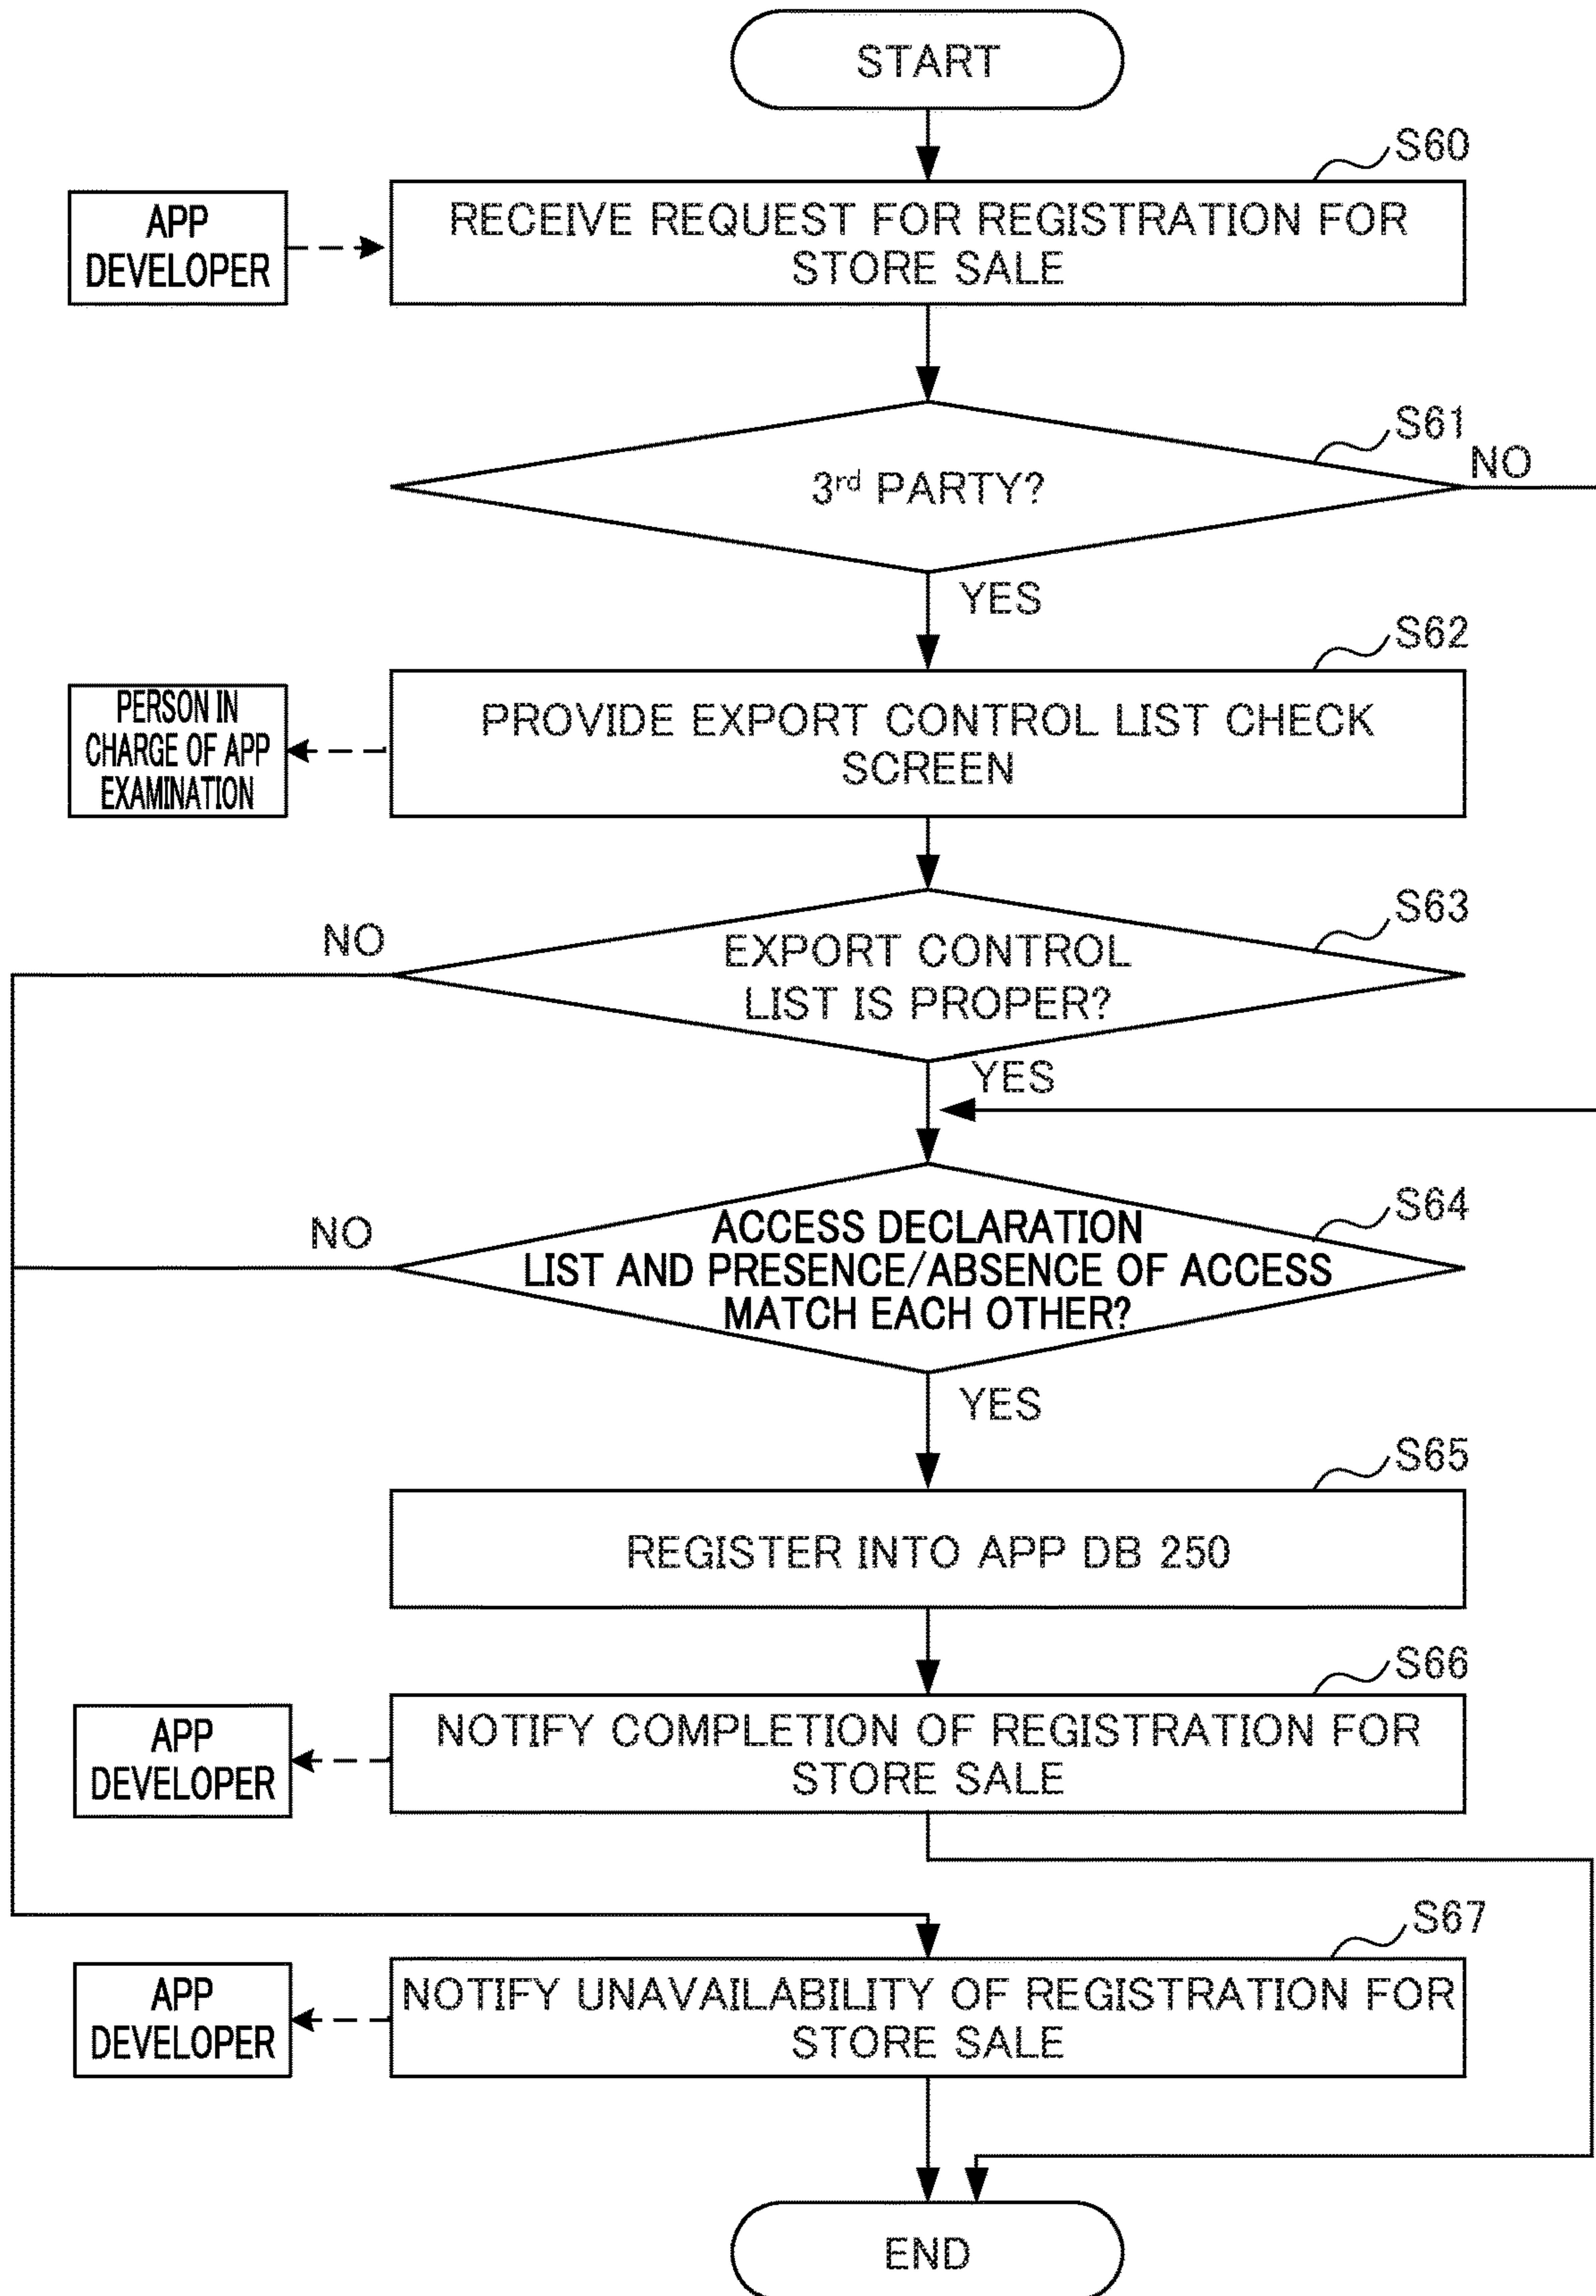 START
S60
APP
DEVELOPER
RECEIVE REQUEST FOR REGISTRATION FOR
STORE SALE
S61
3rd PARTY?
NO
YES
S62
PERSON IN
CHARGE OF APP
EXAMINATION
PROVIDE EXPORT CONTROL LIST CHECK
SCREEN
S63
NO
EXPORT CONTROL
LIST IS PROPER?
YES
S64
NO
ACCESS DECLARATION
LIST AND PRESENCE/ABSENCE OF ACCESS
MATCH EACH OTHER?
YES
S65
REGISTER INTO APP DB 250
S66
APP
DEVELOPER
NOTIFY COMPLETION OF REGISTRATION FOR
STORE SALE
S67
APP
DEVELOPER
NOTIFY UNAVAILABILITY OF REGISTRATION FOR
STORE SALE
END